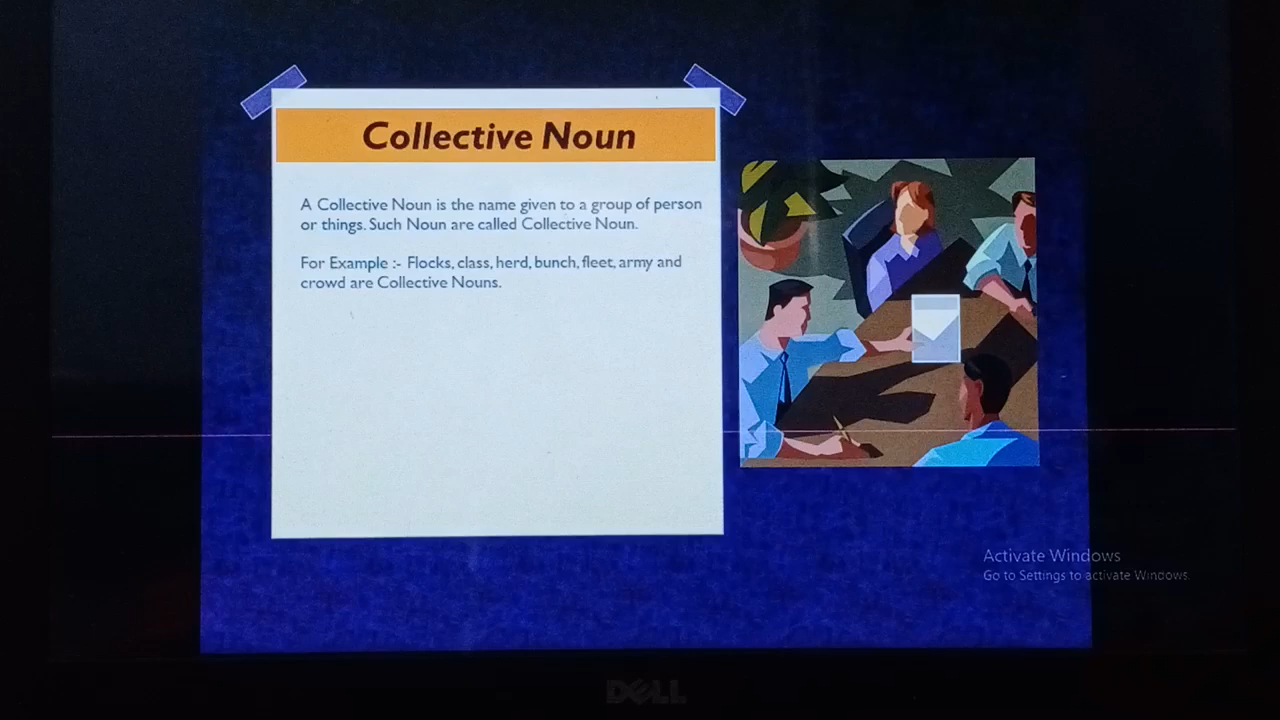 Collective Noun
A Collective Noun is the name given to a group of person
or things. Such Noun are called Collective Noun.
For Example :- Flocks, class, herd, bunch, fleet, army and
crowd are Collective Nouns.
Activate Windows
Go to Settings to activate Windows.
DELL